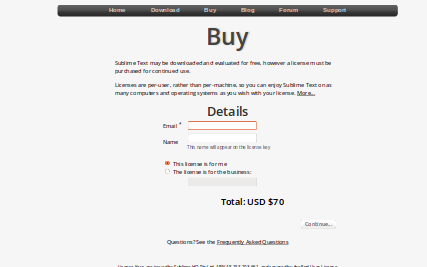 Home Download Buy Blog Forum Support
Buy
Sublime Text may be downloaded and evaluated for free, however a license must be
purchased for continued use.
Licenses are per-user, rather than per-machine, so you can enjoy Sublime Text on as
many computers and operating systems as you wish with your license. More...
Details
Email *
Name
This name will appear on the license key
This license is for me
The license is for the business:
Total: USD $70
Continue...
Questions? See the Frequently Asked Questions